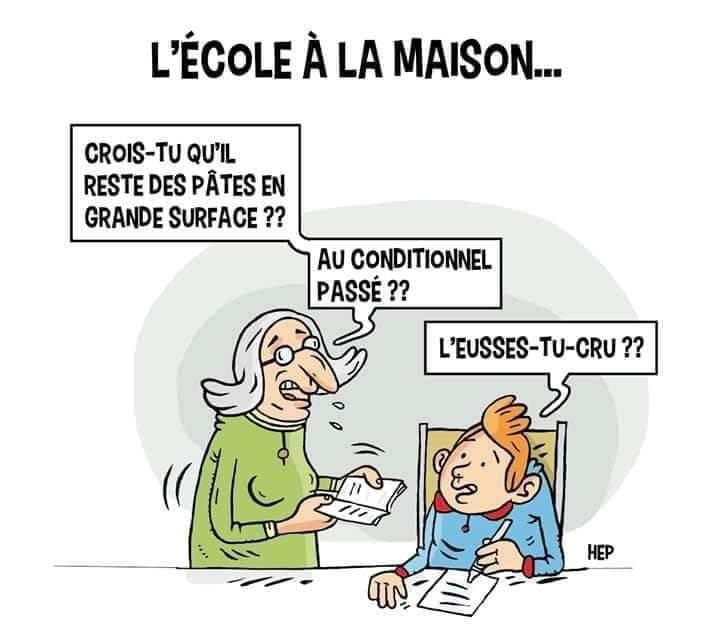 L'ÉCOLE À LA MAISON...
CROIS-TU QU'IL
RESTE DES PÂTES EN
GRANDE SURFACE ??
AU CONDITIONNEL
PASSÉ ??
L'EUSSES-TU-CRU ??
HEP